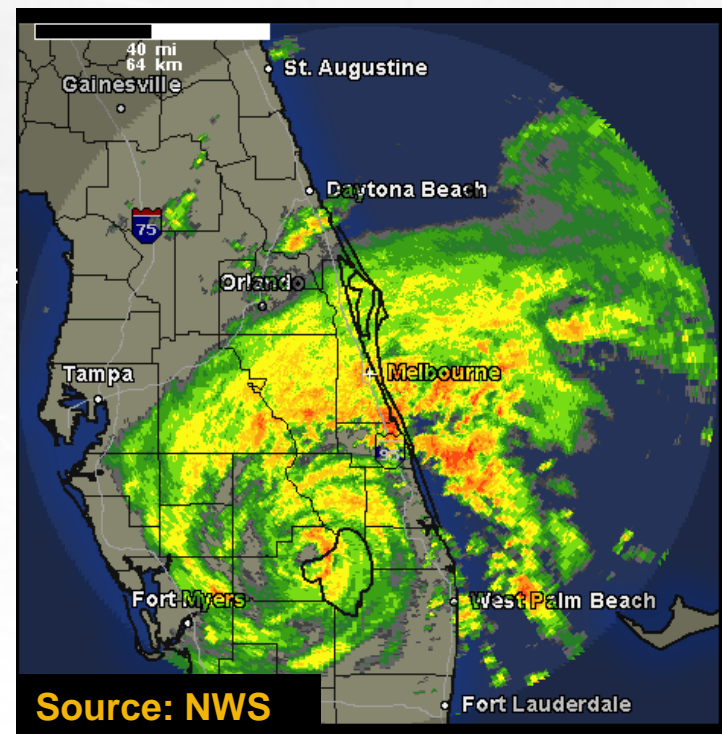 40 mi
64 km
St. Augustine
Gainesville
Daytona Beach
75
Orlando
Tampa
Melbourne
95
Fort Myers
West Palm Beach
Fort Lauderdale
Source: NWS